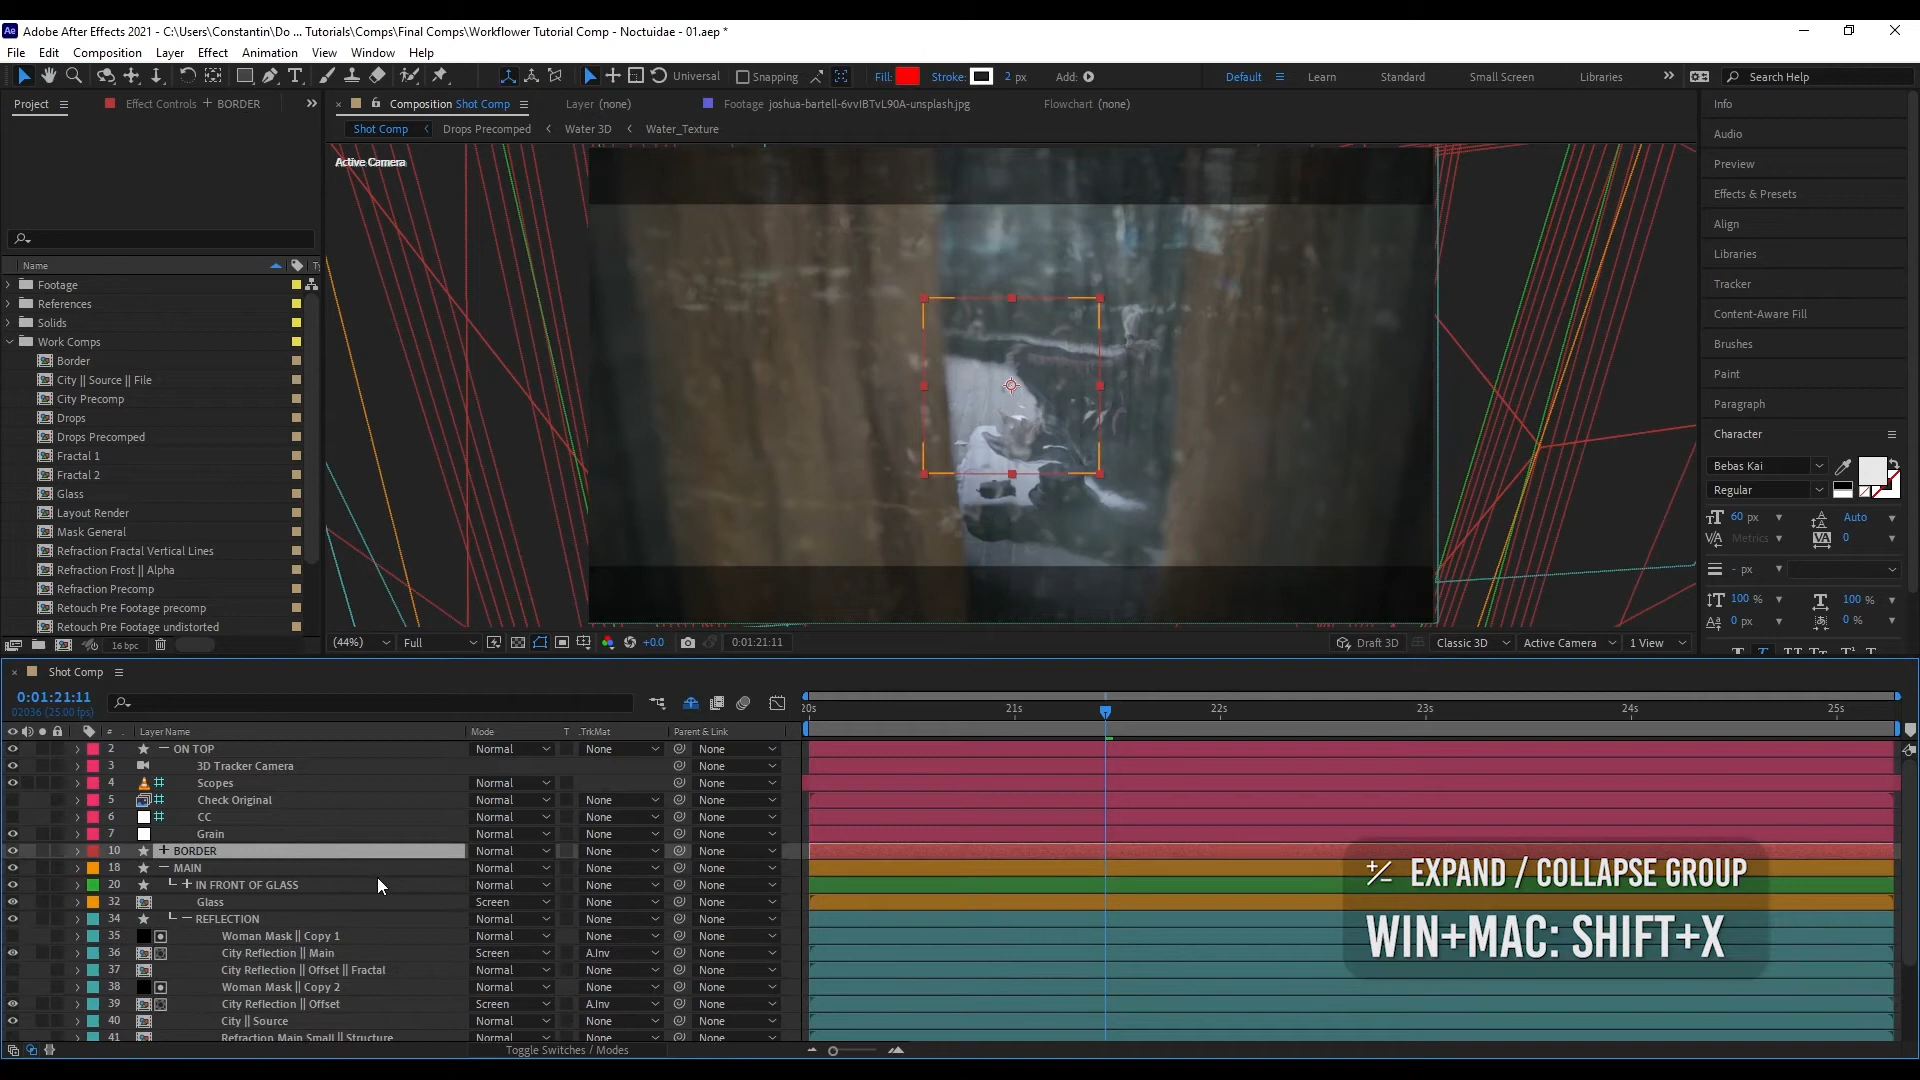 Ae Adobe After Effects 2021 - C:\Users\Constantin\Do ... Tutorials\Comps\Final Comps\Workflower Tutorial Comp - Noctuidae - 01.aep *
File Edit Composition Layer Effect Animation View Window Help
Universal Snapping Fill: Stroke: 2 px Add: Default Learn Standard Small Screen Libraries Search Help
Project Effect Controls BORDER Composition Shot Comp Layer (none) Footage joshua-bartell-6vvIBTvL90A-unsplash.jpg Flowchart (none)
Shot Comp Drops Precomped Water 3D Water_Texture
Active Camera
Name Ty
Footage
References
Solids
Work Comps
Border
City || Source || File
City Precomp
Drops
Drops Precomped
Fractal 1
Fractal 2
Glass
Layout Render
Mask General
Refraction Fractal Vertical Lines
Refraction Frost || Alpha
Refraction Precomp
Retouch Pre Footage precomp
Retouch Pre Footage undistorted
16 bpc
(44%) Full +0.0 0:01:21:11 Draft 3D Classic 3D Active Camera 1 View
Info
Audio
Preview
Effects & Presets
Align
Libraries
Tracker
Content-Aware Fill
Brushes
Paint
Paragraph
Character
Bebas Kai
Regular
60 px Auto
Metrics 0
- px
100 % 100 %
0 px 0 %
Shot Comp
0:01:21:11
02036 (25.00 fps)
20s 21s 22s 23s 24s 25s
# Layer Name Mode T .TrkMat Parent & Link
2 ON TOP Normal None None
3 3D Tracker Camera None
4 Scopes Normal None
5 Check Original Normal None None
6 CC Normal None None
7 Grain Normal None None
10 + BORDER Normal None None
18 MAIN Normal None None
20 + IN FRONT OF GLASS Normal None None
32 Glass Screen None None
34 REFLECTION Normal None None
35 Woman Mask || Copy 1 Normal None None
36 City Reflection || Main Screen A.Inv None
37 City Reflection || Offset || Fractal Normal None None
38 Woman Mask || Copy 2 Normal None None
39 City Reflection || Offset Screen A.Inv None
40 City || Source Normal None None
41 Refraction Main Small || Structure Normal None None
Toggle Switches / Modes
+/- EXPAND / COLLAPSE GROUP
WIN+MAC: SHIFT+X